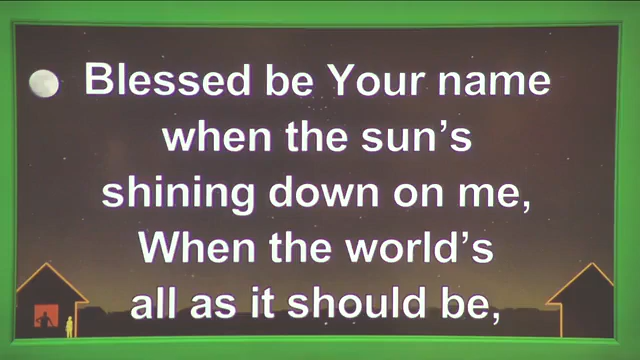 Blessed be Your name
when the sun's
shining down on me,
When the world's
all as it should be,